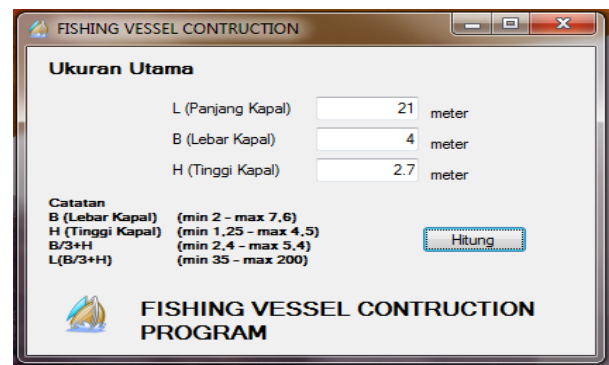 FISHING VESSEL CONTRUCTION
Ukuran Utama
L (Panjang Kapal) 21 meter
B (Lebar Kapal) 4 meter
H (Tinggi Kapal) 2.7 meter
Catatan
B (Lebar Kapal) (min 2 - max 7,6)
H (Tinggi Kapal) (min 1,25 - max 4,5)
B/3+H (min 2,4 - max 5,4)
L(B/3+H) (min 35 - max 200)
Hitung
FISHING VESSEL CONTRUCTION
PROGRAM